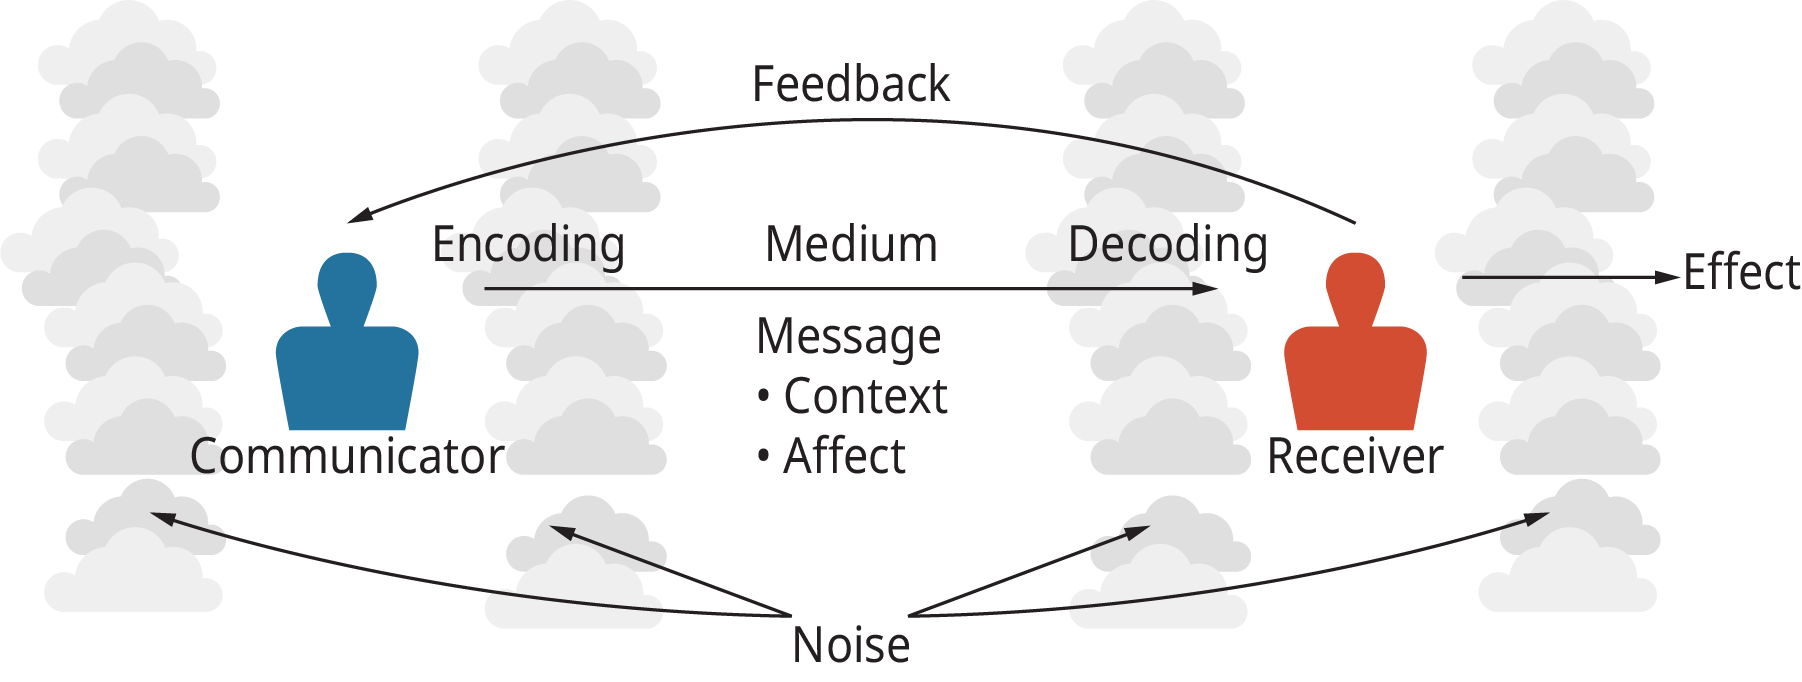 Feedback
Encoding
Medium
Decoding
Effect
Message
• Context
• Affect
Communicator
Receiver
Noise